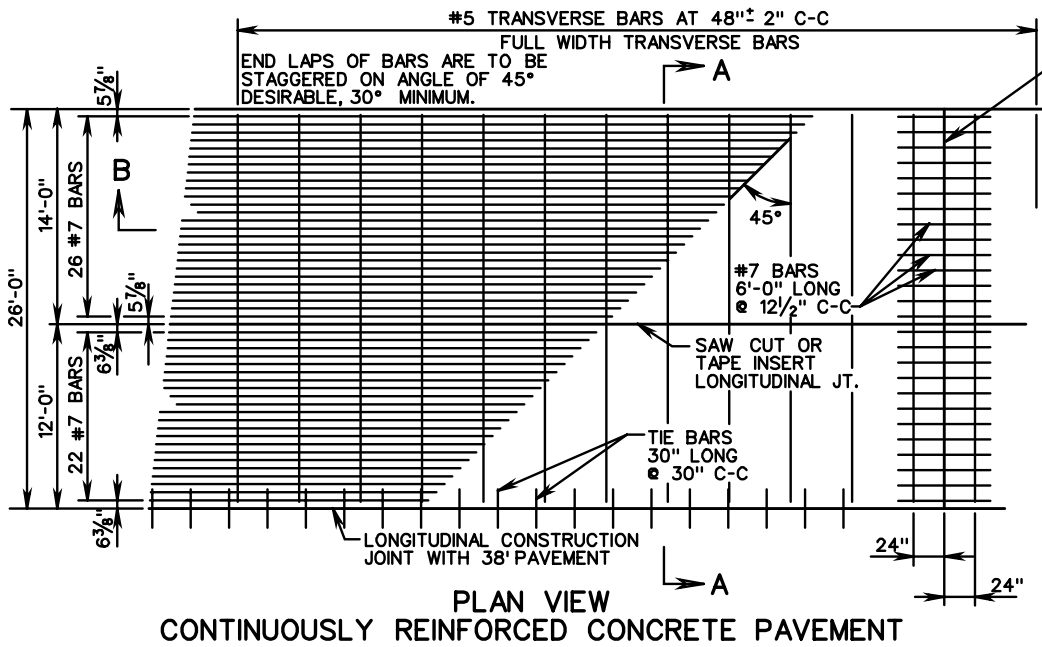 #5 TRANSVERSE BARS AT 48"± 2" C-C
FULL WIDTH TRANSVERSE BARS
END LAPS OF BARS ARE TO BE
STAGGERED ON ANGLE OF 45°
DESIRABLE, 30° MINIMUM.
A
5⅞"
B
14'-0"
26 #7 BARS
26'-0"
5⅞"
6⅜"
12'-0"
22 #7 BARS
6⅜"
45°
#7 BARS
6'-0" LONG
@ 12½" C-C
SAW CUT OR
TAPE INSERT
LONGITUDINAL JT.
TIE BARS
30" LONG
@ 30" C-C
LONGITUDINAL CONSTRUCTION
JOINT WITH 38' PAVEMENT
24"
24"
A
PLAN VIEW
CONTINUOUSLY REINFORCED CONCRETE PAVEMENT